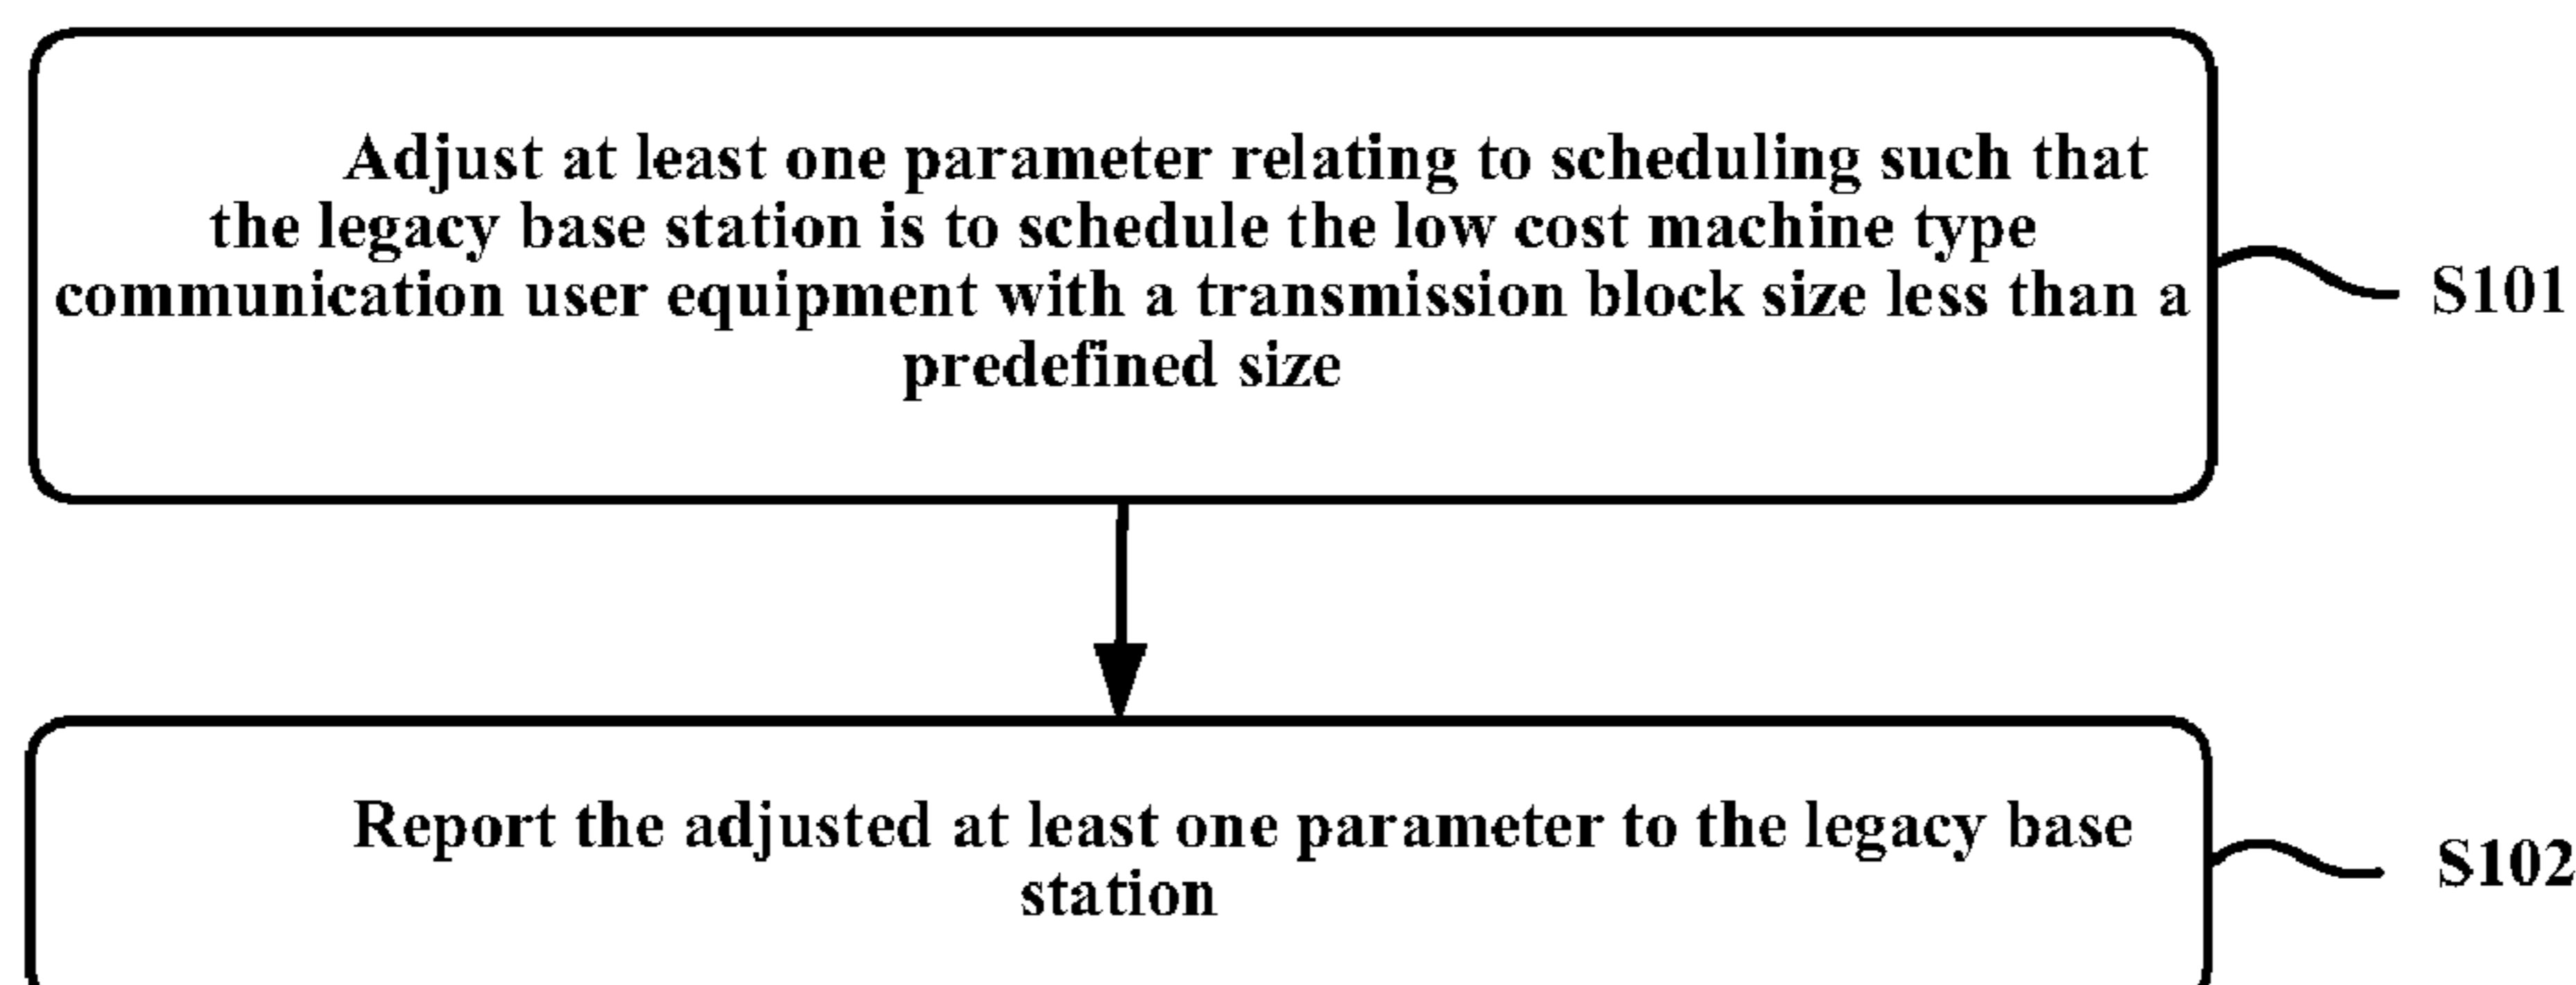 Adjust at least one parameter relating to scheduling such that
the legacy base station is to schedule the low cost machine type
communication user equipment with a transmission block size less than a
predefined size
S101
Report the adjusted at least one parameter to the legacy base
station
S102